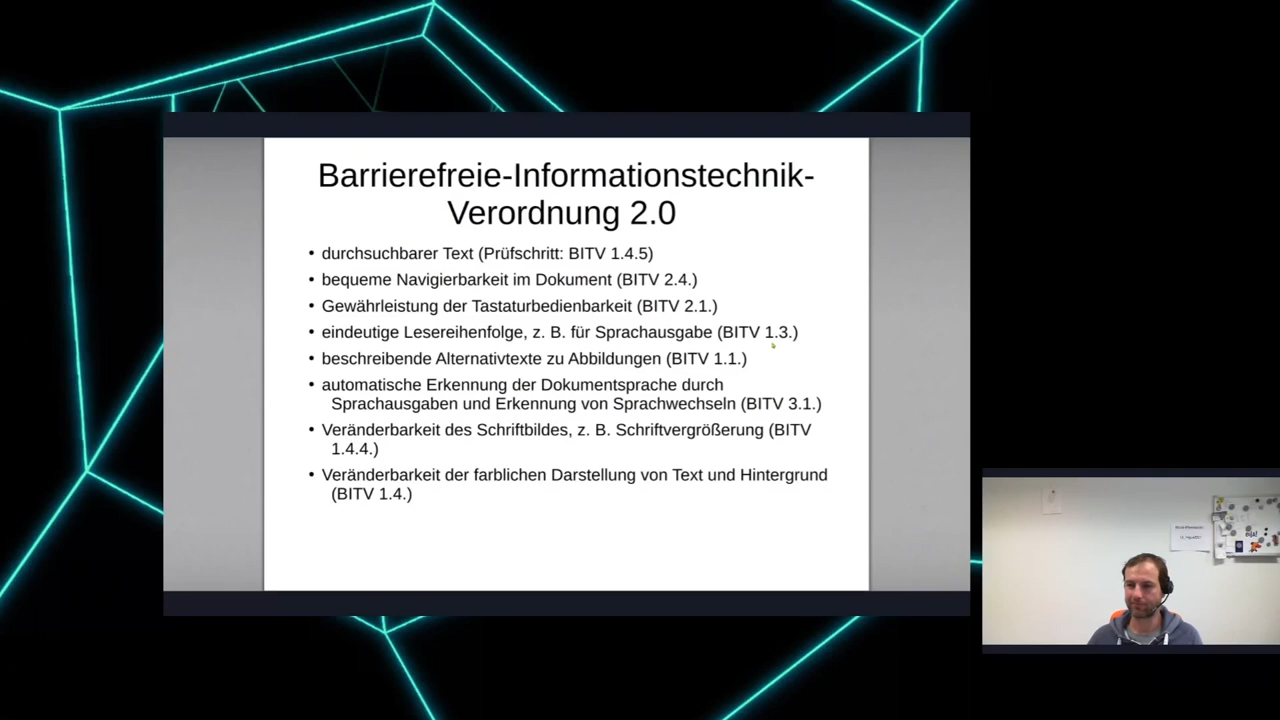 Barrierefreie-Informationstechnik-
Verordnung 2.0
• durchsuchbarer Text (Prüfschritt: BITV 1.4.5)
• bequeme Navigierbarkeit im Dokument (BITV 2.4.)
• Gewährleistung der Tastaturbedienbarkeit (BITV 2.1.)
• eindeutige Lesereihenfolge, z. B. für Sprachausgabe (BITV 1.3.)
• beschreibende Alternativtexte zu Abbildungen (BITV 1.1.)
• automatische Erkennung der Dokumentsprache durch
Sprachausgaben und Erkennung von Sprachwechseln (BITV 3.1.)
• Veränderbarkeit des Schriftbildes, z. B. Schriftvergrößerung (BITV
1.4.4.)
• Veränderbarkeit der farblichen Darstellung von Text und Hintergrund
(BITV 1.4.)